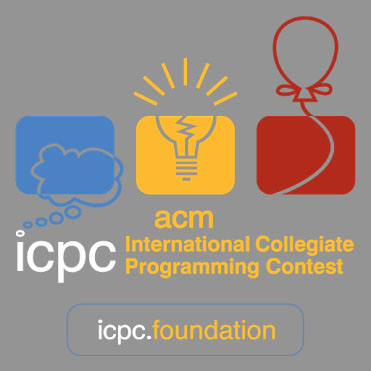 acm
icpc International Collegiate
Programming Contest
icpc.foundation